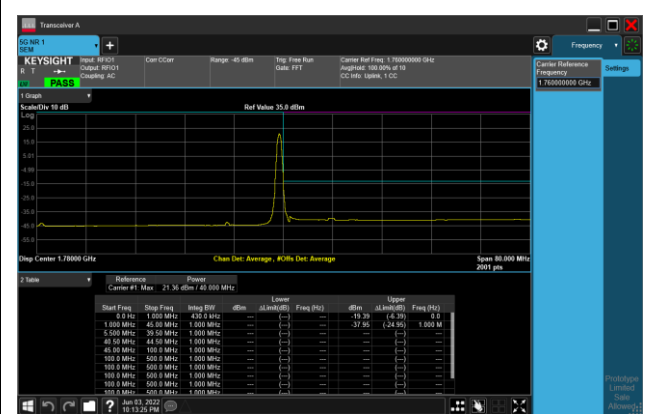 Transceiver A
5G NR 1
SEM
Frequency
KEYSIGHT
Input: RFIO1
Output: RFIO1
Coupling: AC
Corr CCorr
Range: -45 dBm
Trig: Free Run
Gate: FFT
Carrier Ref Freq: 1.760000000 GHz
Avg|Hold: 100.00% of 10
CC Info: Uplink, 1 CC
R T
PASS
Carrier Reference
Frequency
1.760000000 GHz
Settings
1 Graph
Scale/Div 10 dB
Ref Value 35.0 dBm
Log
25.0
15.0
5.01
-4.99
-15.0
-25.0
-35.0
-45.0
-55.0
Disp Center 1.78000 GHz
Chan Det: Average, #Offs Det: Average
Span 80.000 MHz
2001 pts
2 Table
Reference Power
Carrier #1 Max 21.36 dBm / 40.000 MHz
Lower Upper
Start Freq Stop Freq Integ BW dBm ΔLimit(dB) Freq (Hz) dBm ΔLimit(dB) Freq (Hz)
0.0 Hz 1.000 MHz 430.0 kHz --- (---) --- -19.39 (-6.39) 0.0
1.000 MHz 45.00 MHz 1.000 MHz --- (---) --- -37.95 (-24.95) 1.000 M
5.500 MHz 39.50 MHz 1.000 MHz --- (---) --- --- (---) ---
40.50 MHz 44.50 MHz 1.000 MHz --- (---) --- --- (---) ---
45.00 MHz 100.0 MHz 1.000 MHz --- (---) --- --- (---) ---
100.0 MHz 500.0 MHz 1.000 MHz --- (---) --- --- (---) ---
100.0 MHz 500.0 MHz 1.000 MHz --- (---) --- --- (---) ---
100.0 MHz 500.0 MHz 1.000 MHz --- (---) --- --- (---) ---
100.0 MHz 500.0 MHz 1.000 MHz --- (---) --- --- (---) ---
100.0 MHz 500.0 MHz 1.000 MHz --- (---) --- --- (---) ---
Prototype
Limited
Sale
Allowed
Jun 03, 2022
10:13:25 PM